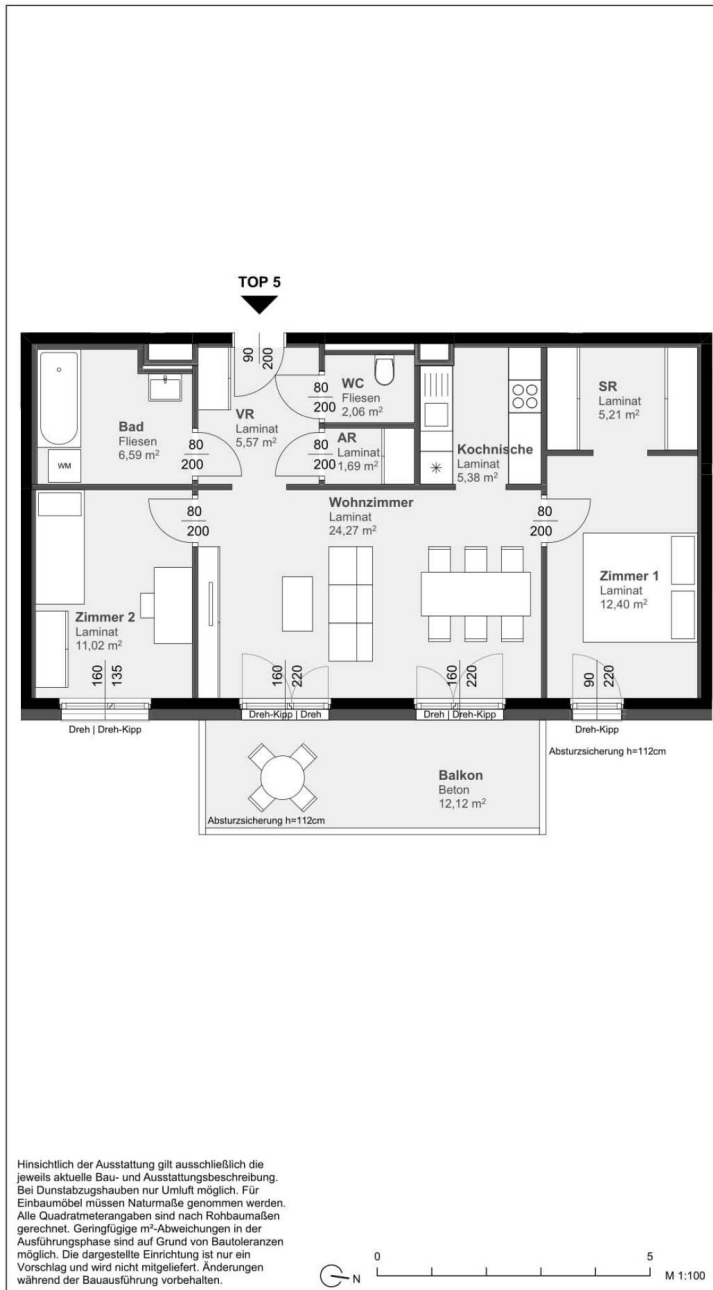 TOP 5
90
200
Bad
Fliesen
6,59 m²
WM
80
200
VR
Laminat
5,57 m²
80
200
WC
Fliesen
2,06 m²
80
200
AR
Laminat
1,69 m²
Kochnische
Laminat
5,38 m²
SR
Laminat
5,21 m²
80
200
Wohnzimmer
Laminat
24,27 m²
80
200
Zimmer 2
Laminat
11,02 m²
Zimmer 1
Laminat
12,40 m²
160
135
160
220
160
220
90
220
Dreh | Dreh-Kipp
Dreh-Kipp | Dreh
Dreh | Dreh-Kipp
Dreh-Kipp
Absturzsicherung h=112cm
Balkon
Beton
12,12 m²
Absturzsicherung h=112cm
Hinsichtlich der Ausstattung gilt ausschließlich die
jeweils aktuelle Bau- und Ausstattungsbeschreibung.
Bei Dunstabzugshauben nur Umluft möglich. Für
Einbaumöbel müssen Naturmaße genommen werden.
Alle Quadratmeterangaben sind nach Rohbaumaßen
gerechnet. Geringfügige m²-Abweichungen in der
Ausführungsphase sind auf Grund von Bautoleranzen
möglich. Die dargestellte Einrichtung ist nur ein
Vorschlag und wird nicht mitgeliefert. Änderungen
während der Bauausführung vorbehalten.
N
0
5
M 1:100